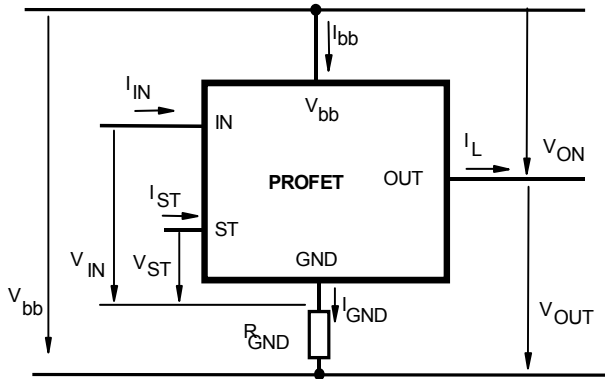 I bb
I IN
V bb
IN
I L
V ON
PROFET
OUT
I ST
ST
V IN
V ST
GND
V bb
I GND
R GND
V OUT